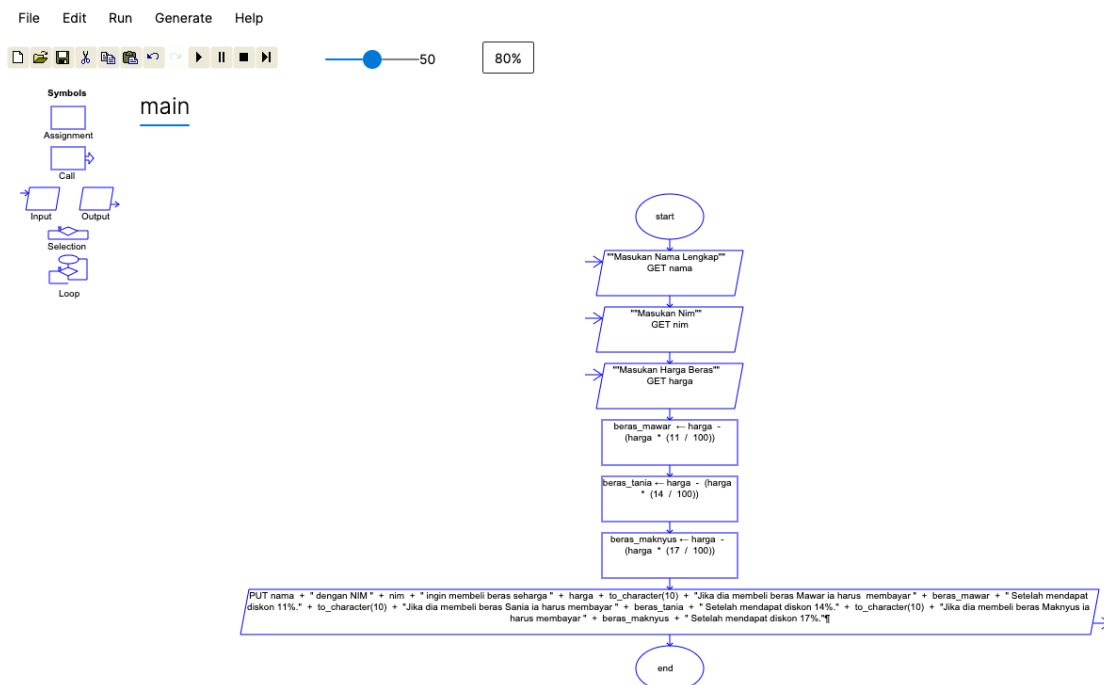 File Edit Run Generate Help
50 80%
Symbols
Assignment
Call
Input Output
Selection
Loop
main
start
""Masukan Nama Lengkap""
GET nama
""Masukan Nim""
GET nim
""Masukan Harga Beras""
GET harga
beras_mawar ← harga -
(harga * (11 / 100))
beras_tania ← harga - (harga
* (14 / 100))
beras_maknyus ← harga -
(harga * (17 / 100))
PUT nama + " dengan NIM " + nim + " ingin membeli beras seharga " + harga + to_character(10) + "Jika dia membeli beras Mawar ia harus membayar " + beras_mawar + " Setelah mendapat
diskon 11%." + to_character(10) + "Jika dia membeli beras Sania ia harus membayar " + beras_tania + " Setelah mendapat diskon 14%." + to_character(10) + "Jika dia membeli beras Maknyus ia
harus membayar " + beras_maknyus + " Setelah mendapat diskon 17%."¶
end